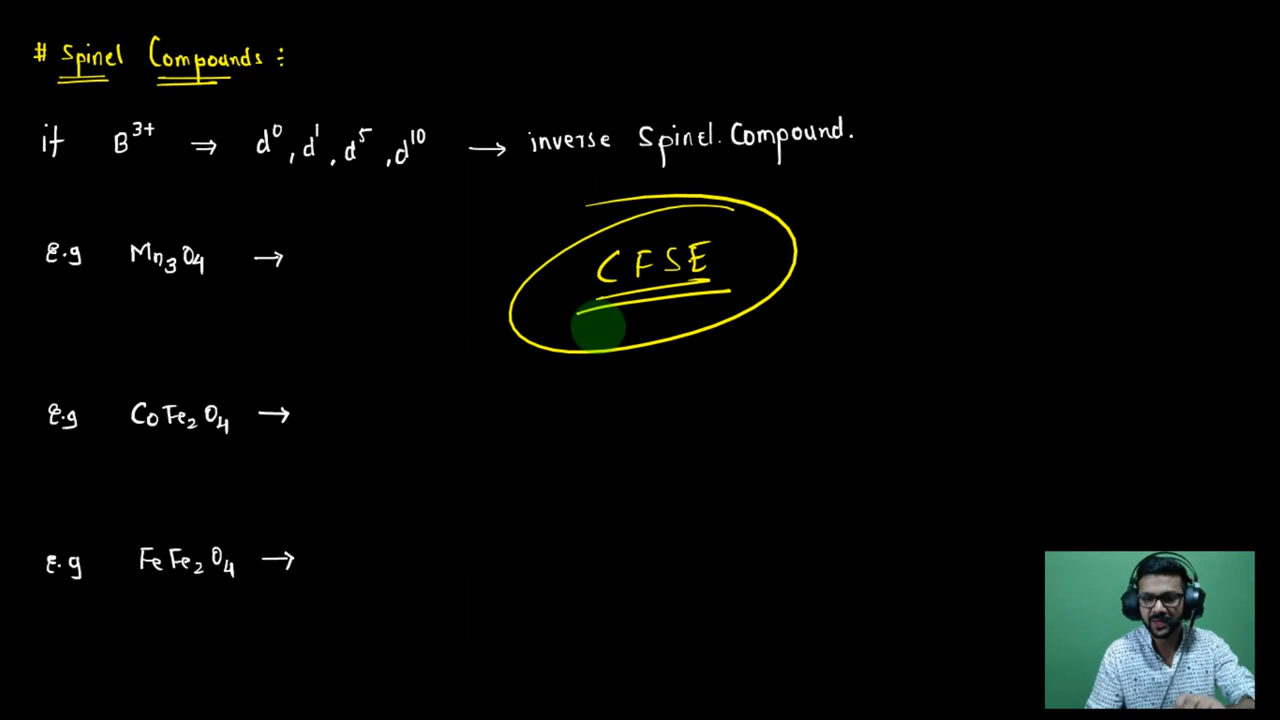 # Spinel Compounds :
if B³⁺ ⇒ d⁰, d¹, d⁵, d¹⁰ → inverse Spinel. Compound.
E.g Mn₃O₄ →
CFSE
E.g CoFe₂O₄ →
E.g FeFe₂O₄ →